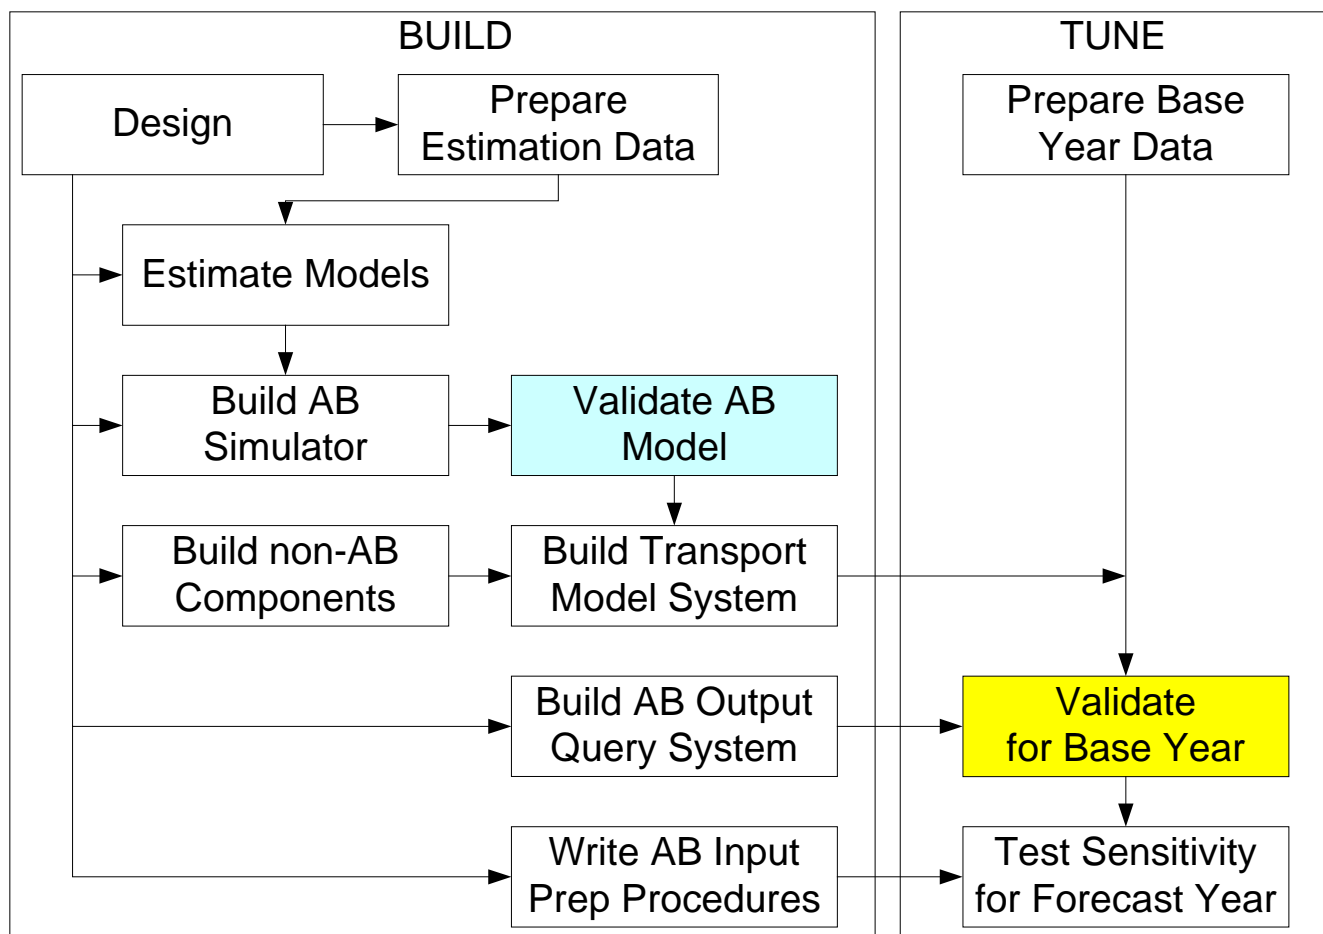 BUILD
TUNE
Design
Prepare
Estimation Data
Prepare Base
Year Data
Estimate Models
Build AB
Simulator
Validate AB
Model
Build non-AB
Components
Build Transport
Model System
Build AB Output
Query System
Validate
for Base Year
Write AB Input
Prep Procedures
Test Sensitivity
for Forecast Year